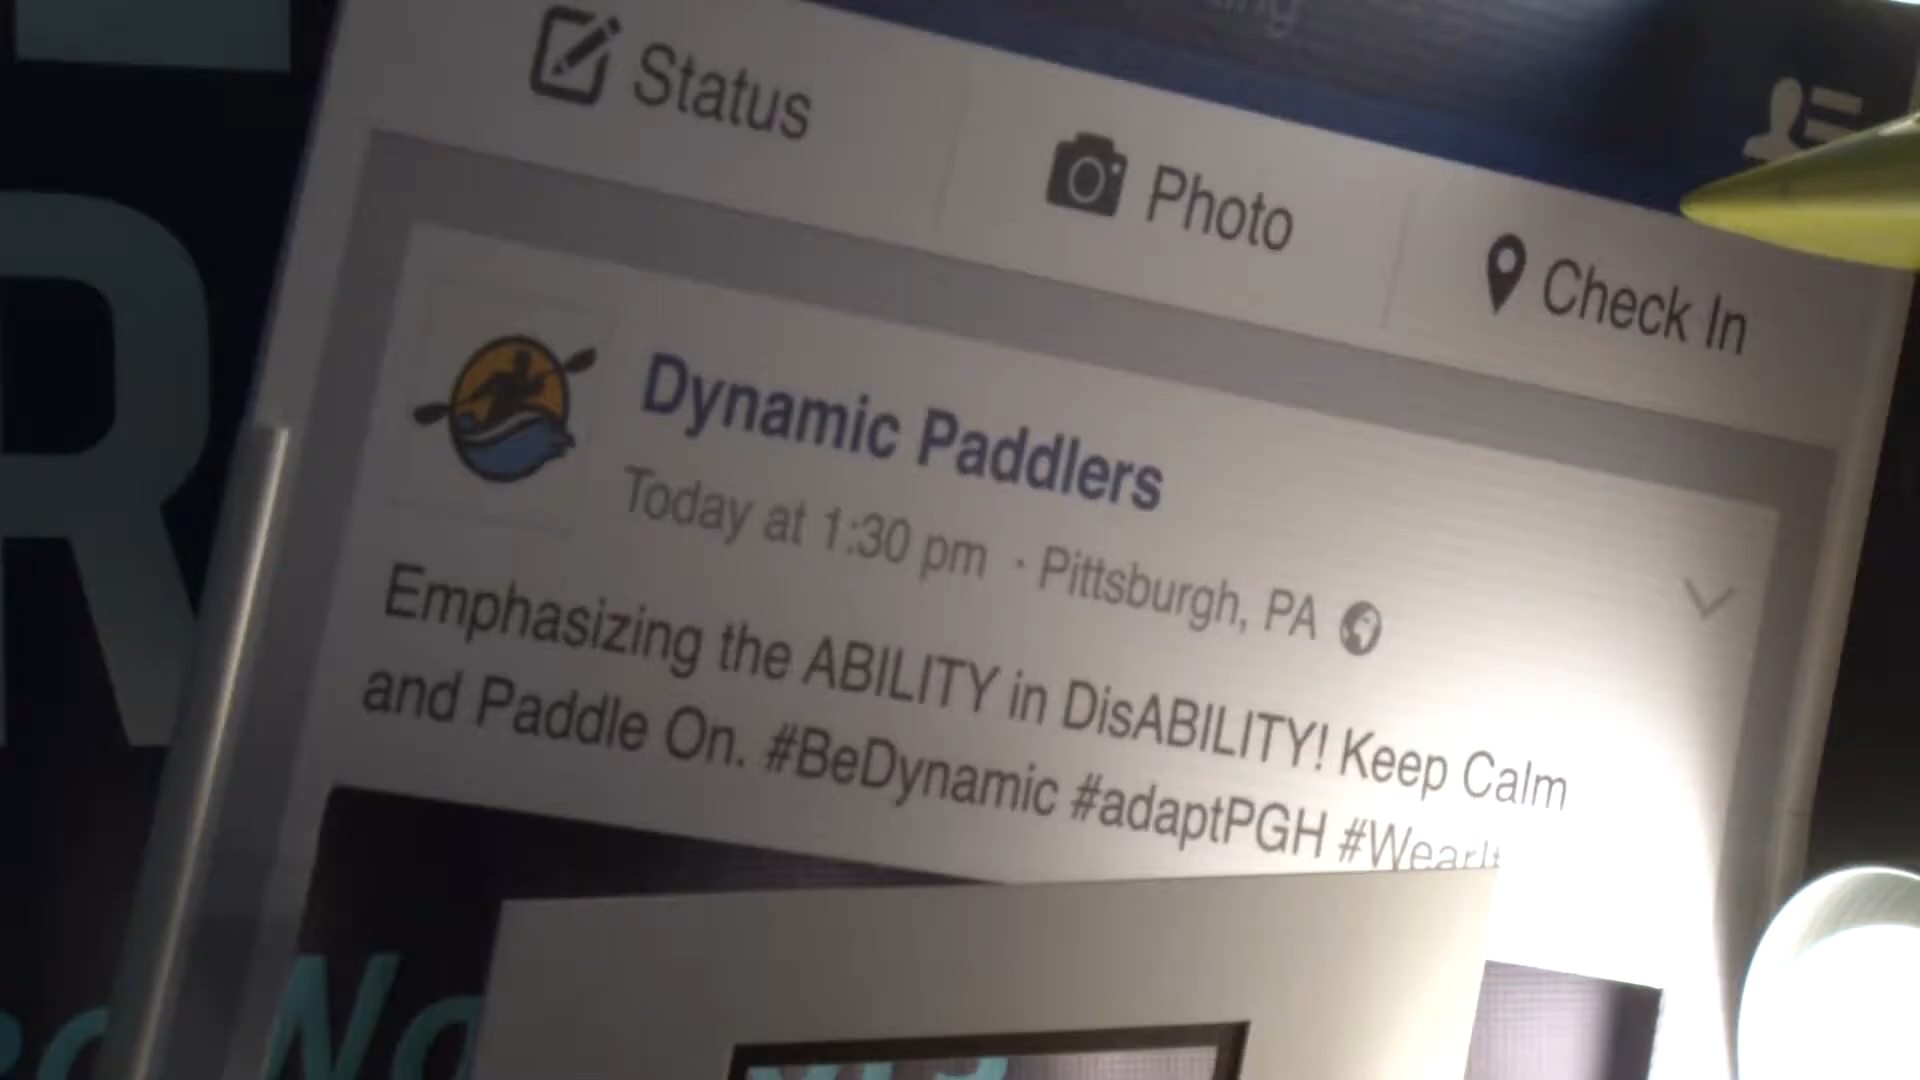 Status
Photo
Check In
Dynamic Paddlers
Today at 1:30 pm · Pittsburgh, PA
Emphasizing the ABILITY in DisABILITY! Keep Calm
and Paddle On. #BeDynamic #adaptPGH #WearIt
R
No